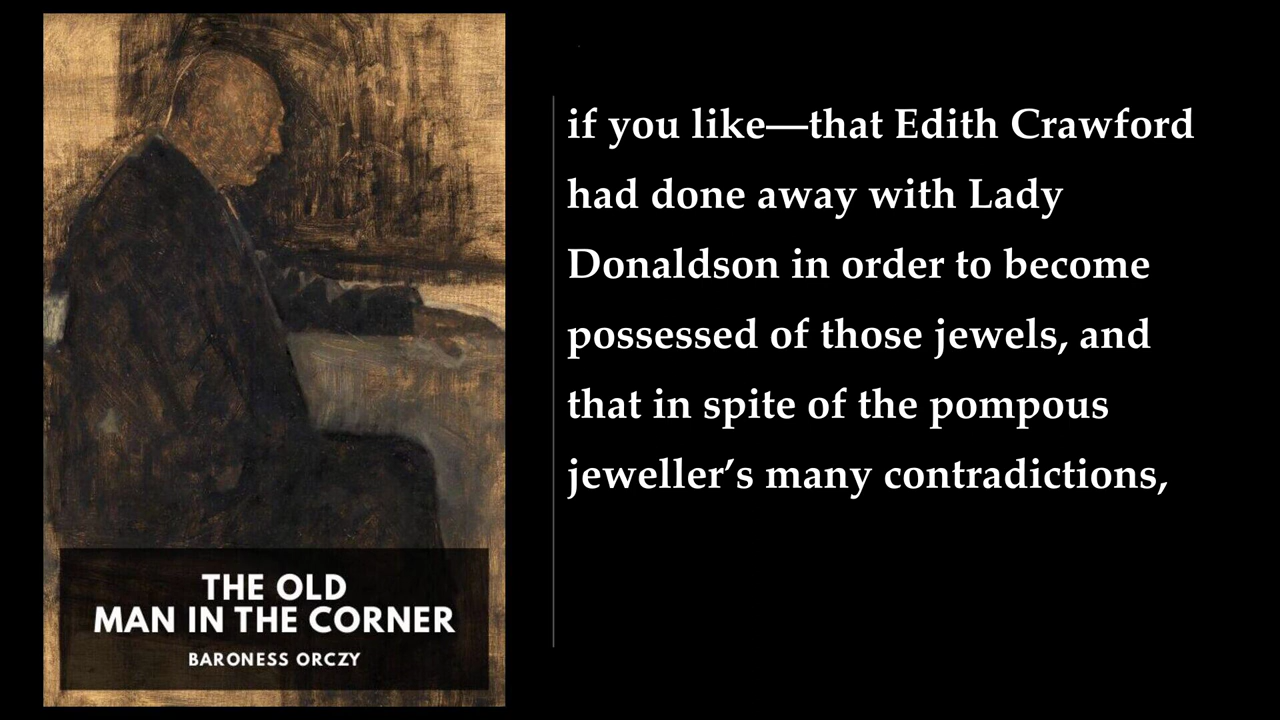 if you like—that Edith Crawford
had done away with Lady
Donaldson in order to become
possessed of those jewels, and
that in spite of the pompous
jeweller’s many contradictions,
THE OLD
MAN IN THE CORNER
BARONESS ORCZY